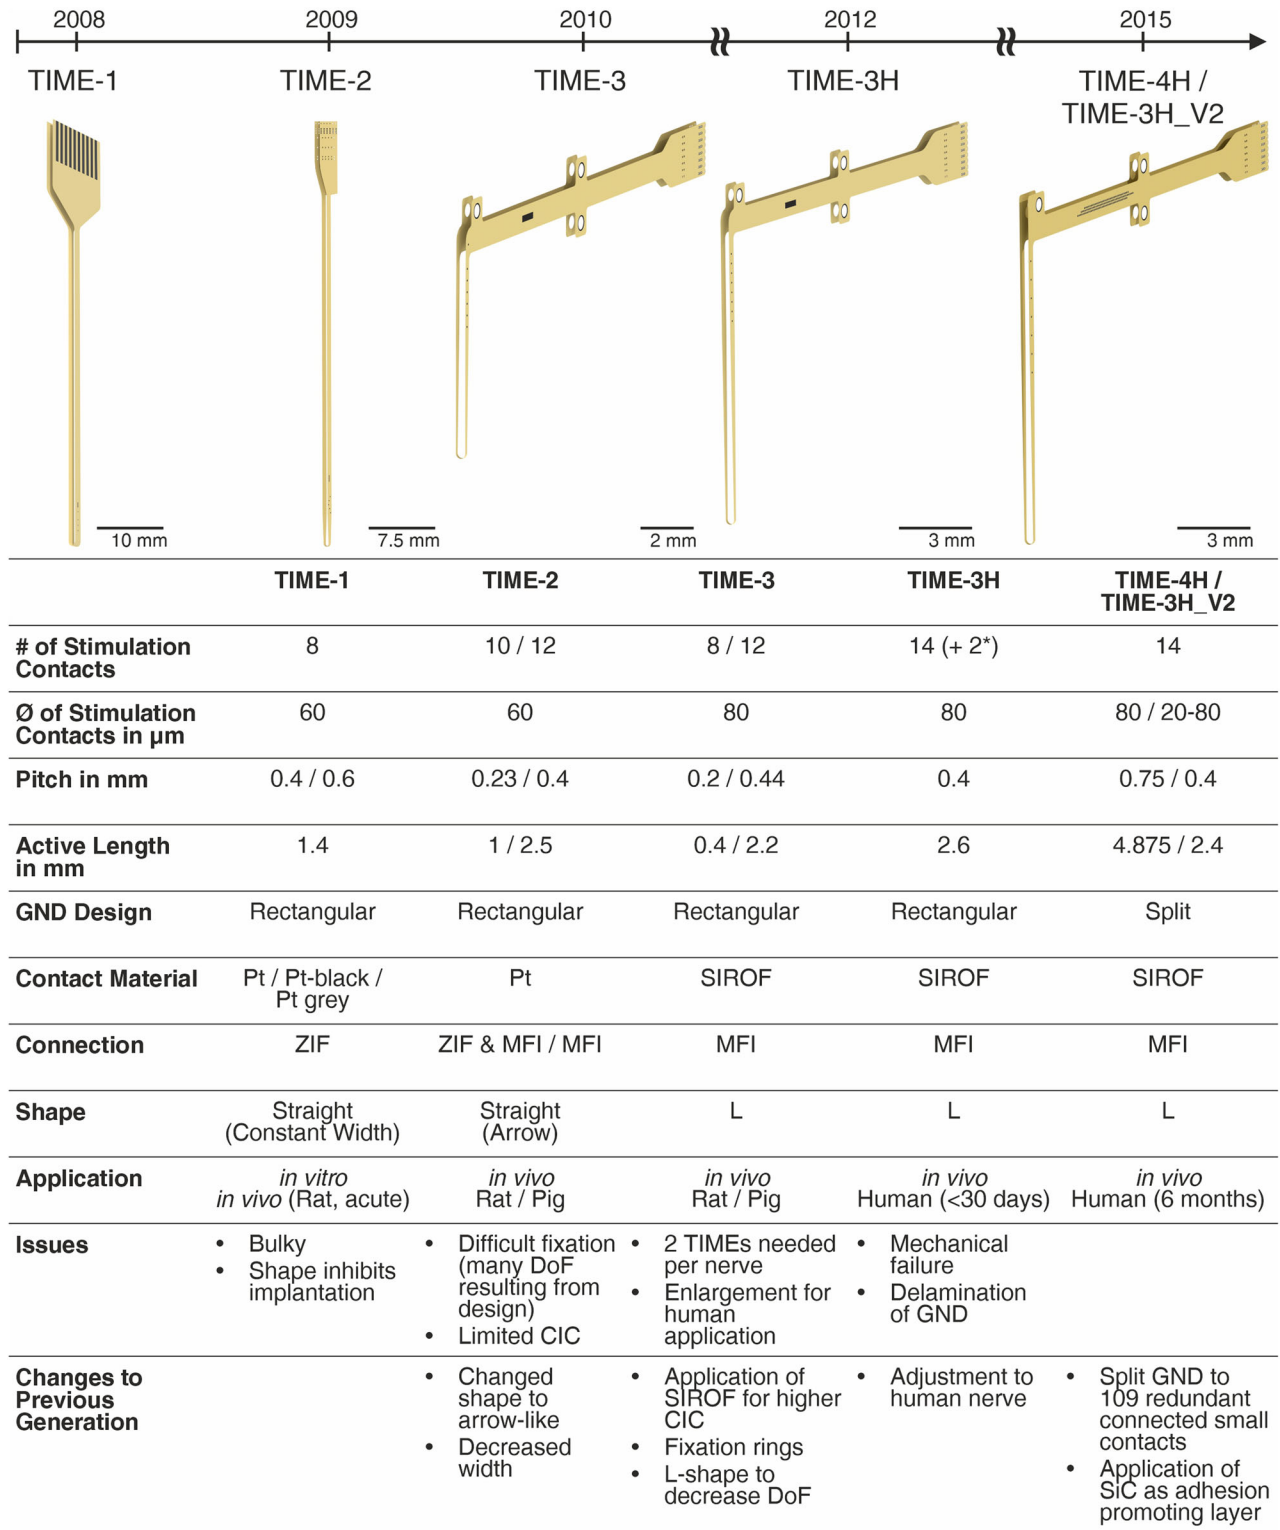 2008 2009 2010 2012 2015
TIME-1 TIME-2 TIME-3 TIME-3H TIME-4H /
TIME-3H_V2
10 mm 7.5 mm 2 mm 3 mm 3 mm
TIME-1 TIME-2 TIME-3 TIME-3H TIME-4H /
TIME-3H_V2
# of Stimulation 8 10 / 12 8 / 12 14 (+ 2*) 14
Contacts
Ø of Stimulation 60 60 80 80 80 / 20-80
Contacts in µm
Pitch in mm 0.4 / 0.6 0.23 / 0.4 0.2 / 0.44 0.4 0.75 / 0.4
Active Length 1.4 1 / 2.5 0.4 / 2.2 2.6 4.875 / 2.4
in mm
GND Design Rectangular Rectangular Rectangular Rectangular Split
Contact Material Pt / Pt-black / Pt SIROF SIROF SIROF
Pt grey
Connection ZIF ZIF & MFI / MFI MFI MFI MFI
Shape Straight Straight L L L
(Constant Width) (Arrow)
Application in vitro in vivo in vivo in vivo in vivo
in vivo (Rat, acute) Rat / Pig Rat / Pig Human (<30 days) Human (6 months)
Issues
• Bulky
• Shape inhibits
implantation
• Difficult fixation
(many DoF
resulting from
design)
• Limited CIC
• 2 TIMEs needed
per nerve
• Enlargement for
human
application
• Mechanical
failure
• Delamination
of GND
Changes to
Previous
Generation
• Changed
shape to
arrow-like
• Decreased
width
• Application of
SIROF for higher
CIC
• Fixation rings
• L-shape to
decrease DoF
• Adjustment to
human nerve
• Split GND to
109 redundant
connected small
contacts
• Application of
SiC as adhesion
promoting layer